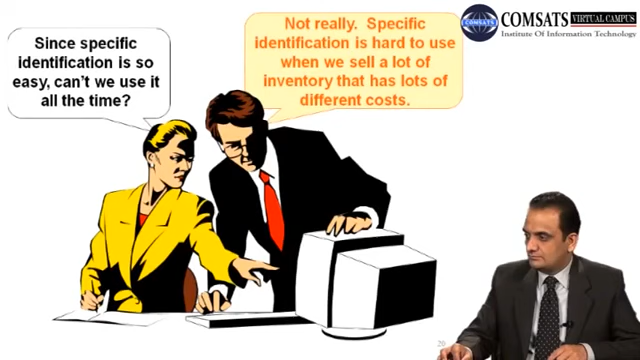 Since specific
identification is so
easy, can't we use it
all the time?
Not really. Specific
identification is hard to use
when we sell a lot of
inventory that has lots of
different costs.
COMSATS
COMSATS VIRTUAL CAMPUS
Institute Of Information Technology
20